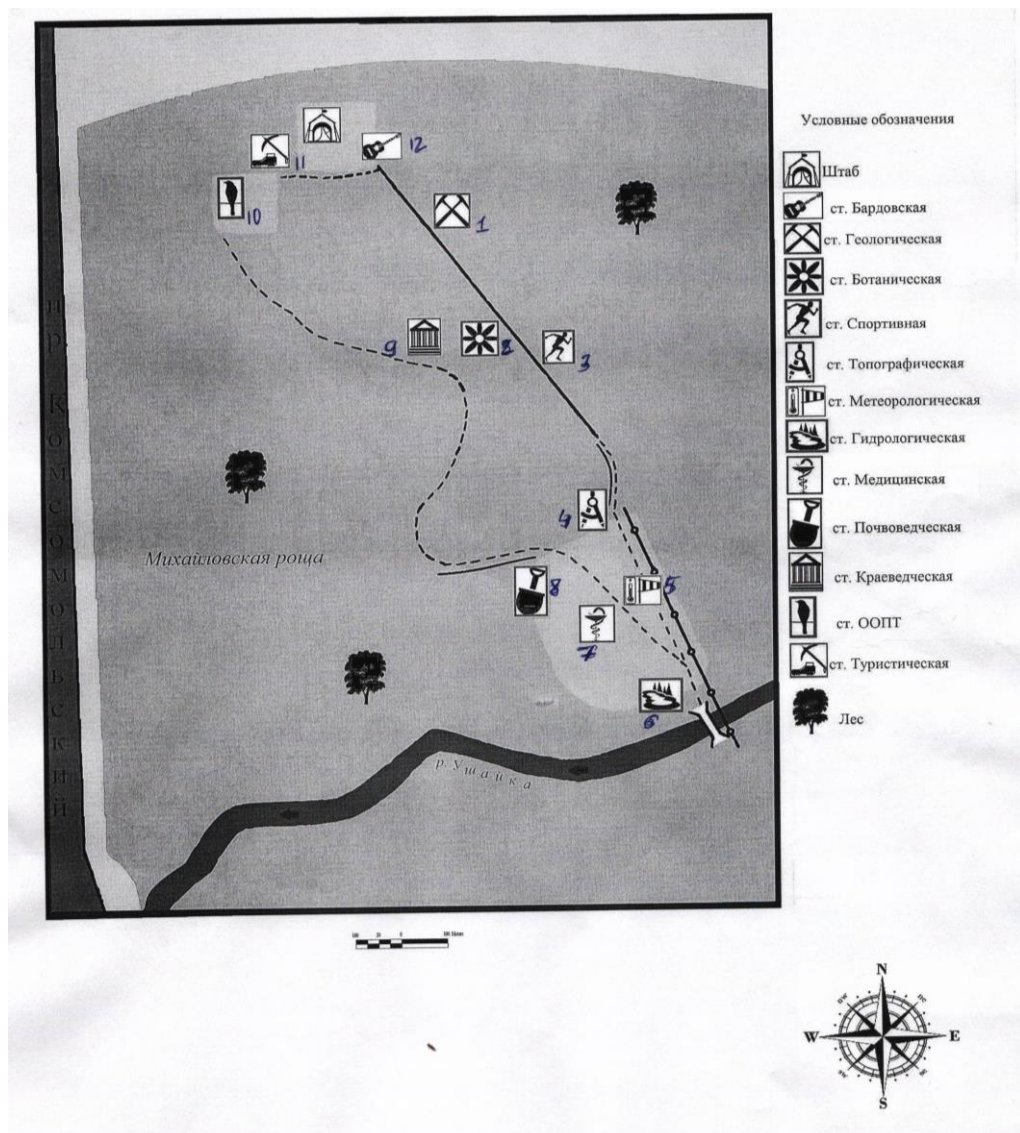 Условные обозначения
Штаб
ст. Бардовская
ст. Геологическая
ст. Ботаническая
ст. Спортивная
ст. Топографическая
ст. Метеорологическая
ст. Гидрологическая
ст. Медицинская
ст. Почвоведческая
ст. Краеведческая
ст. ООПТ
ст. Туристическая
Лес
12
11
10
1
9
2
3
4
8
5
7
6
пр. Комсомольский
Михайловская роща
р. Ушайка
N
W
E
S